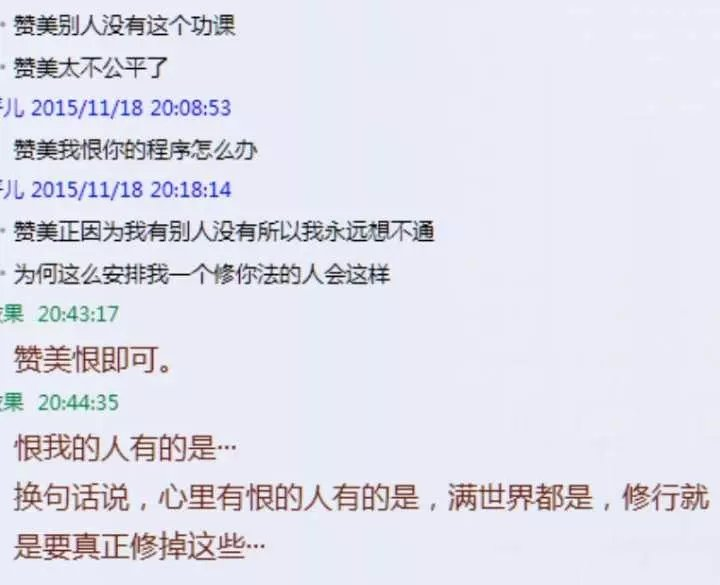 赞美别人没有这个功课
赞美太不公平了
儿 2015/11/18 20:08:53
赞美我恨你的程序怎么办
儿 2015/11/18 20:18:14
赞美正因为我有别人没有所以我永远想不通
为何这么安排我一个修你法的人会这样
果 20:43:17
赞美恨即可。
果 20:44:35
恨我的人有的是…
换句话说，心里有恨的人有的是，满世界都是，修行就
是要真正修掉这些…